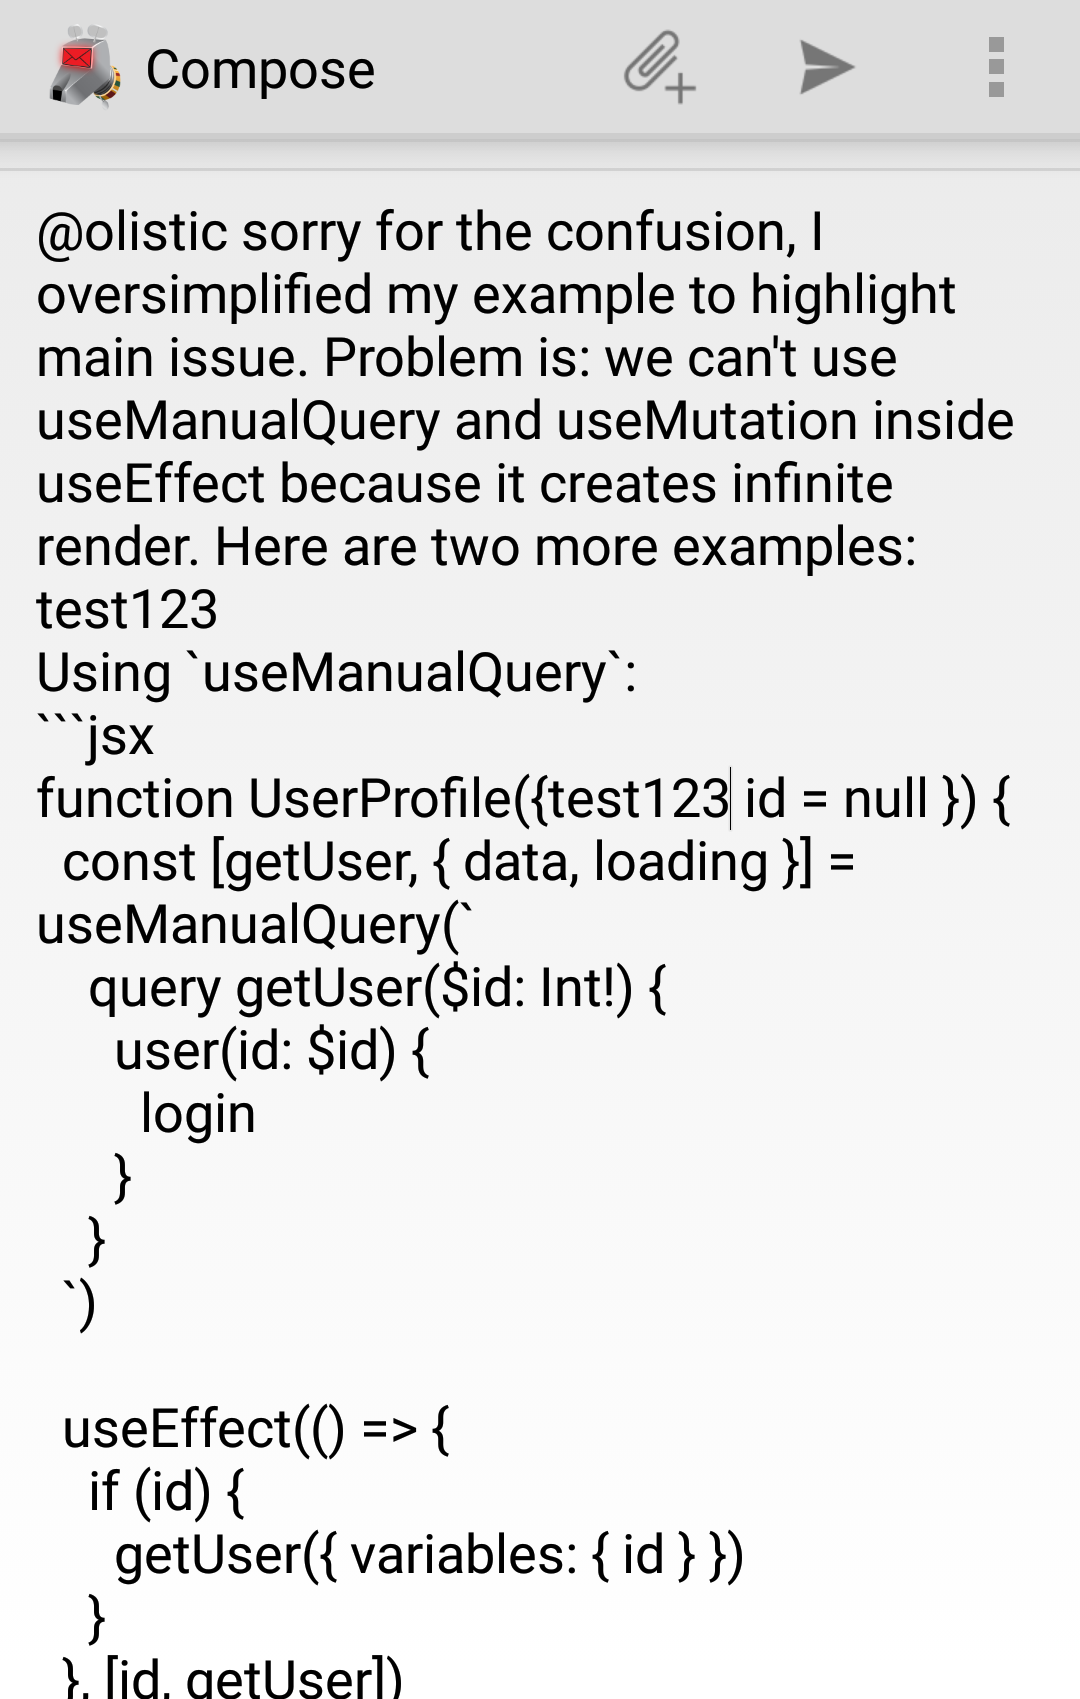 Compose
@olistic sorry for the confusion, I
oversimplified my example to highlight
main issue. Problem is: we can't use
useManualQuery and useMutation inside
useEffect because it creates infinite
render. Here are two more examples:
test123
Using `useManualQuery`:
```jsx
function UserProfile({test123 id = null }) {
  const [getUser, { data, loading }] =
useManualQuery(`
    query getUser($id: Int!) {
      user(id: $id) {
        login
      }
    }
  `)

  useEffect(() => {
    if (id) {
      getUser({ variables: { id } })
    }
  }, [id, getUser])